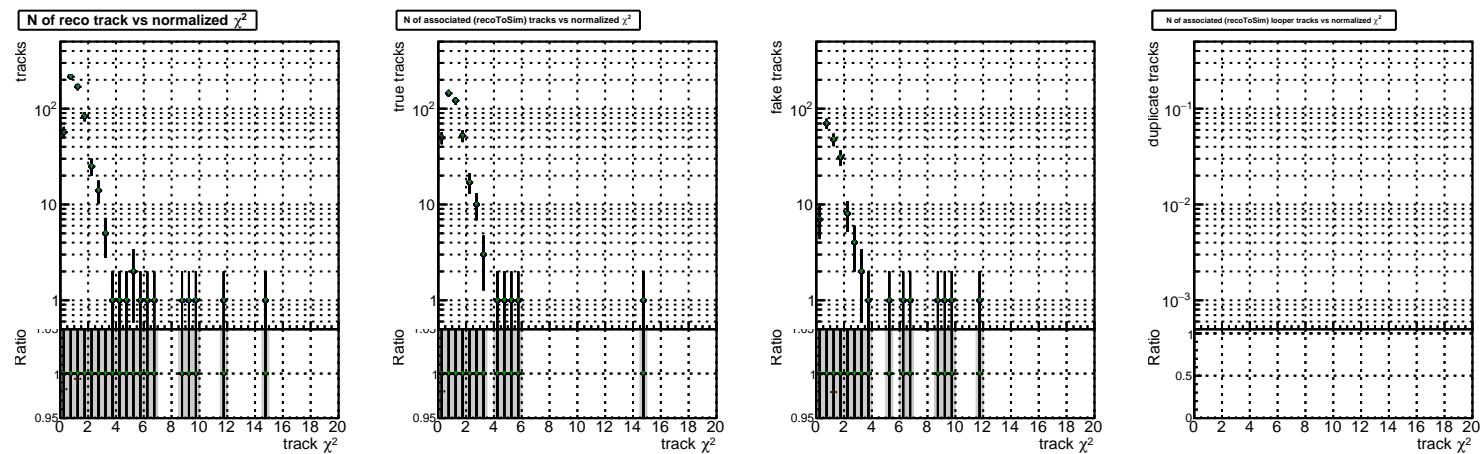 N of reco track vs normalized χ²
tracks
10²
10
1
Ratio
1.05
1
0.95
0 2 4 6 8 10 12 14 16 18 20
track χ²
N of associated (recoToSim) tracks vs normalized χ²
true tracks
10²
10
1
Ratio
1.05
1
0.95
0 2 4 6 8 10 12 14 16 18 20
track χ²
fake tracks
10²
10
1
Ratio
1.05
1
0.95
0 2 4 6 8 10 12 14 16 18 20
track χ²
N of associated (recoToSim) looper tracks vs normalized χ²
duplicate tracks
10⁻¹
10⁻²
10⁻³
Ratio
1
0.5
0
0 2 4 6 8 10 12 14 16 18 20
track χ²